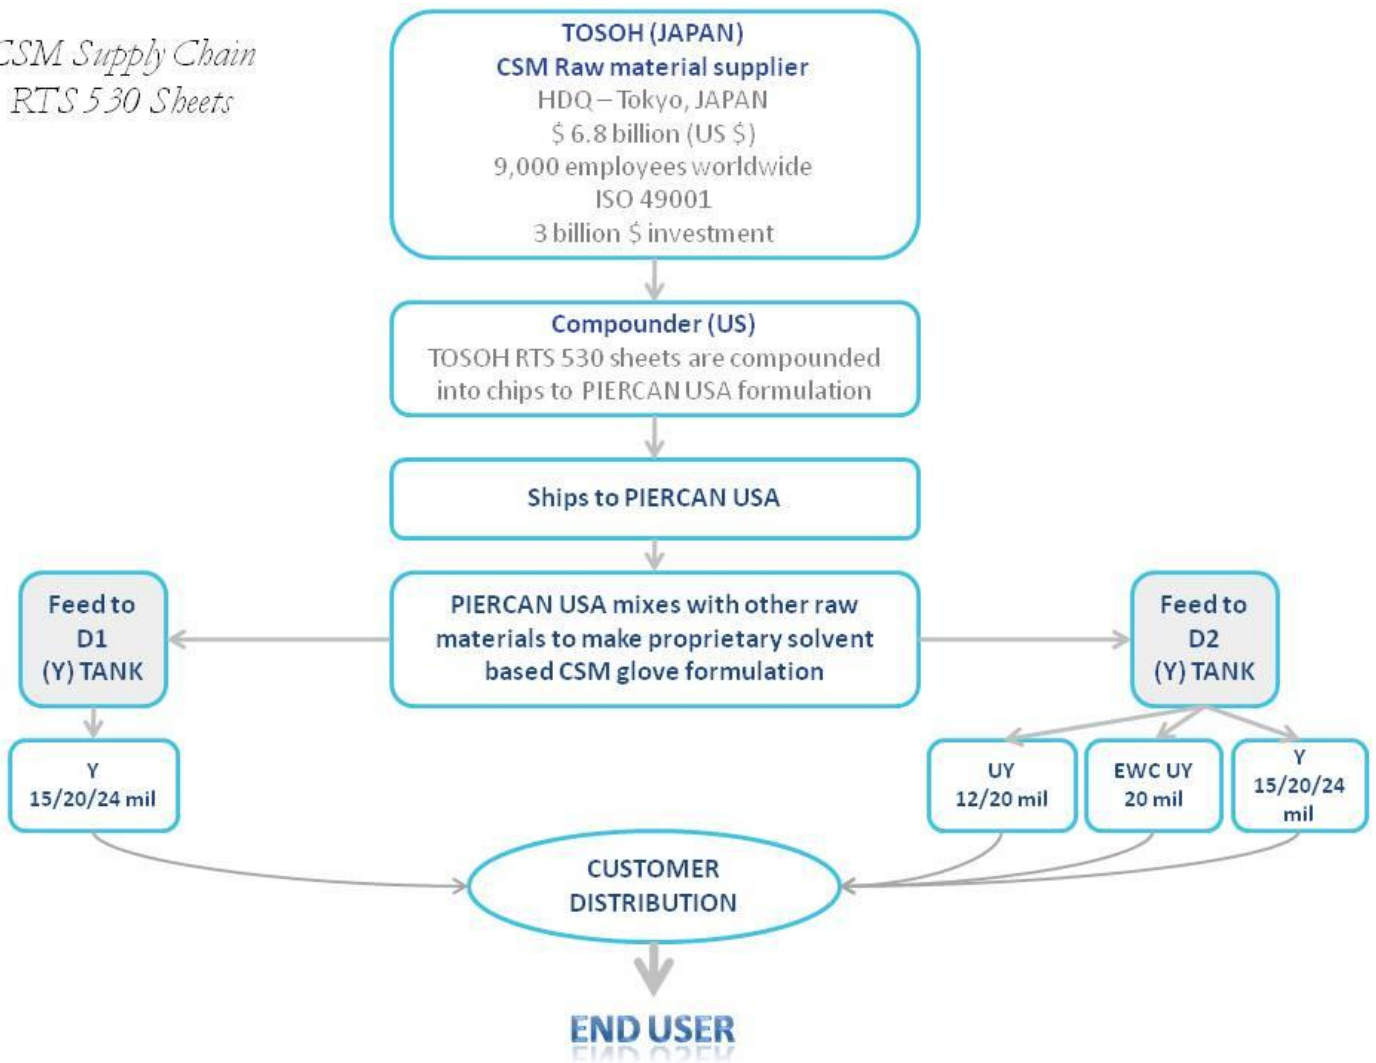 CSM Supply Chain
RTS 530 Sheets
TOSOH (JAPAN)
CSM Raw material supplier
HDQ – Tokyo, JAPAN
$ 6.8 billion (US $)
9,000 employees worldwide
ISO 49001
3 billion $ investment
Compounder (US)
TOSOH RTS 530 sheets are compounded
into chips to PIERCAN USA formulation
Ships to PIERCAN USA
Feed to
D1
(Y) TANK
PIERCAN USA mixes with other raw
materials to make proprietary solvent
based CSM glove formulation
Feed to
D2
(Y) TANK
Y
15/20/24 mil
UY
12/20 mil
EWC UY
20 mil
Y
15/20/24
mil
CUSTOMER
DISTRIBUTION
END USER